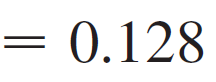 = 0.128